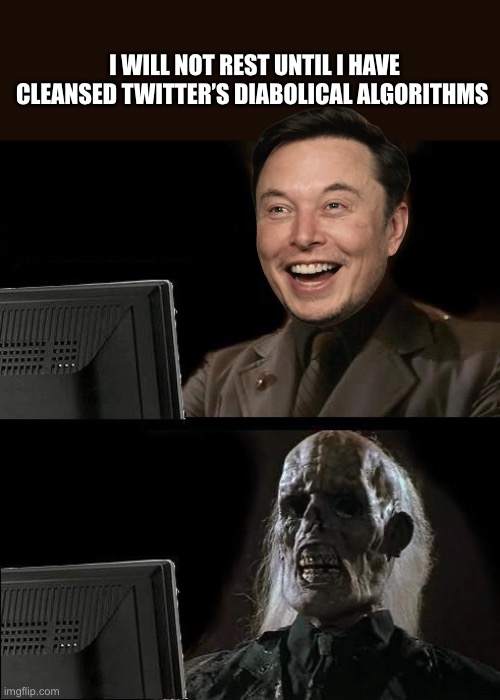 I WILL NOT REST UNTIL I HAVE
CLEANSED TWITTER’S DIABOLICAL ALGORITHMS
imgflip.com